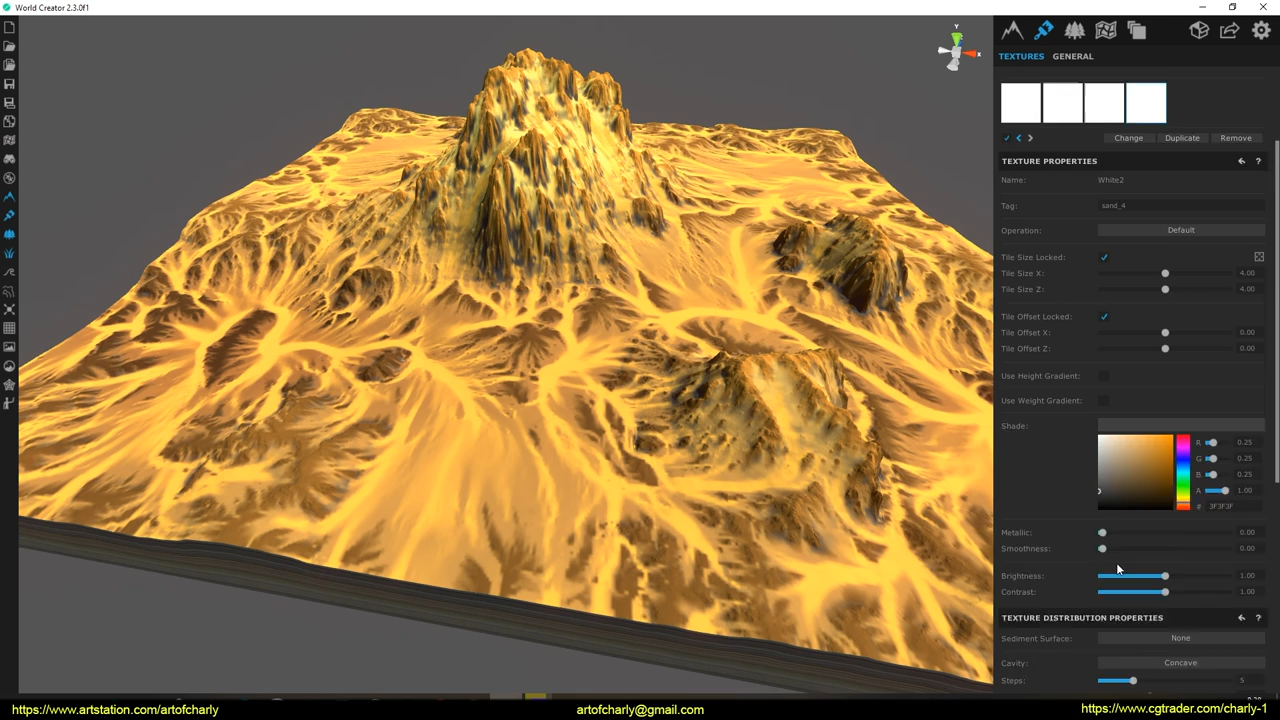 World Creator 2.3.0f1
Y
X
TEXTURES GENERAL
Change Duplicate Remove
TEXTURE PROPERTIES ?
Name: White2
Tag: sand_4
Operation: Default
Tile Size Locked:
Tile Size X: 4.00
Tile Size Z: 4.00
Tile Offset Locked:
Tile Offset X: 0.00
Tile Offset Z: 0.00
Use Height Gradient:
Use Weight Gradient:
Shade:
R 0.25
G 0.25
B 0.25
A 1.00
# 3F3F3F
Metallic: 0.00
Smoothness: 0.00
Brightness: 1.00
Contrast: 1.00
TEXTURE DISTRIBUTION PROPERTIES ?
Sediment Surface: None
Cavity: Concave
Steps: 5
https://www.artstation.com/artofcharly artofcharly@gmail.com https://www.cgtrader.com/charly-1